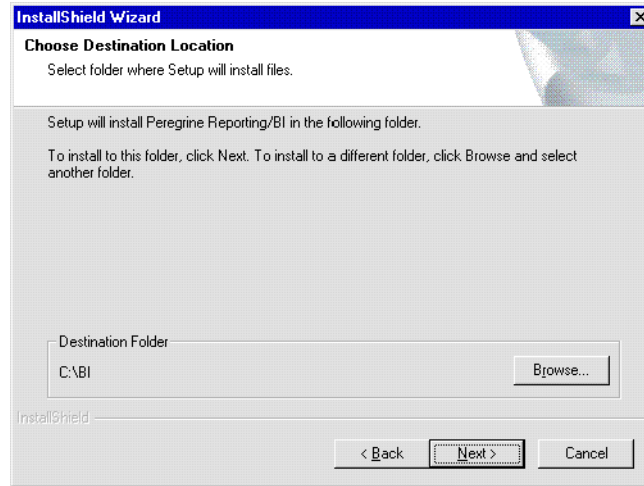 InstallShield Wizard
Choose Destination Location
Select folder where Setup will install files.
Setup will install Peregrine Reporting/BI in the following folder.
To install to this folder, click Next. To install to a different folder, click Browse and select
another folder.
Destination Folder
C:\BI
Browse...
InstallShield
< Back
Next >
Cancel